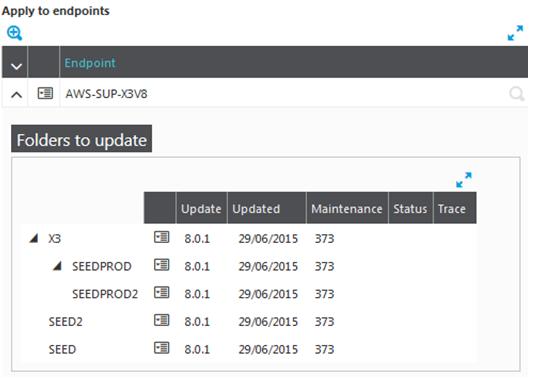 Apply to endpoints
Endpoint
AWS-SUP-X3V8
Folders to update
Update Updated Maintenance Status Trace
X3 8.0.1 29/06/2015 373
SEEDPROD 8.0.1 29/06/2015 373
SEEDPROD2 8.0.1 29/06/2015 373
SEED2 8.0.1 29/06/2015 373
SEED 8.0.1 29/06/2015 373